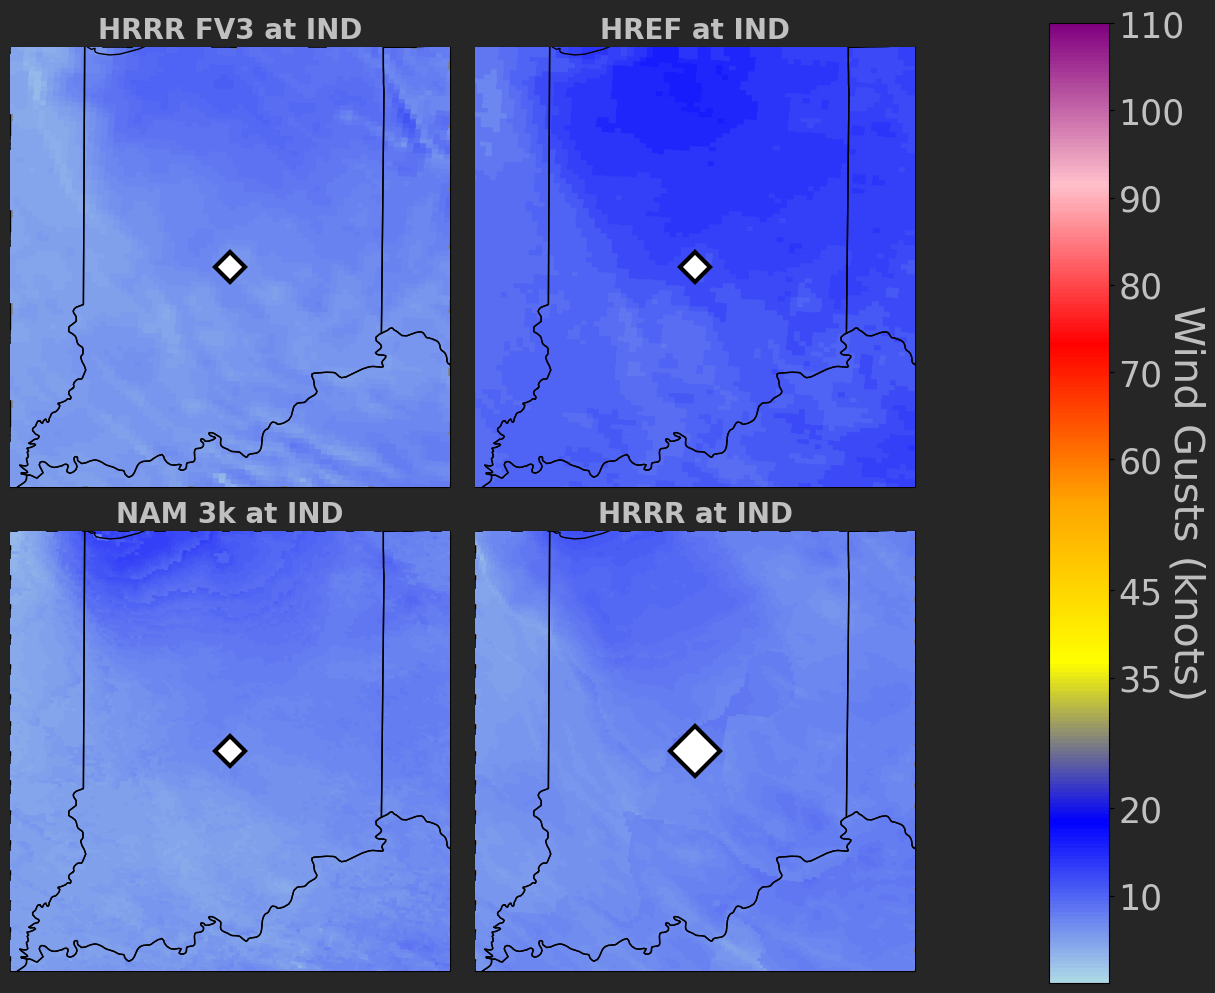 HRRR FV3 at IND
HREF at IND
NAM 3k at IND
HRRR at IND
110
100
90
80
70
60
45
35
20
10
Wind Gusts (knots)